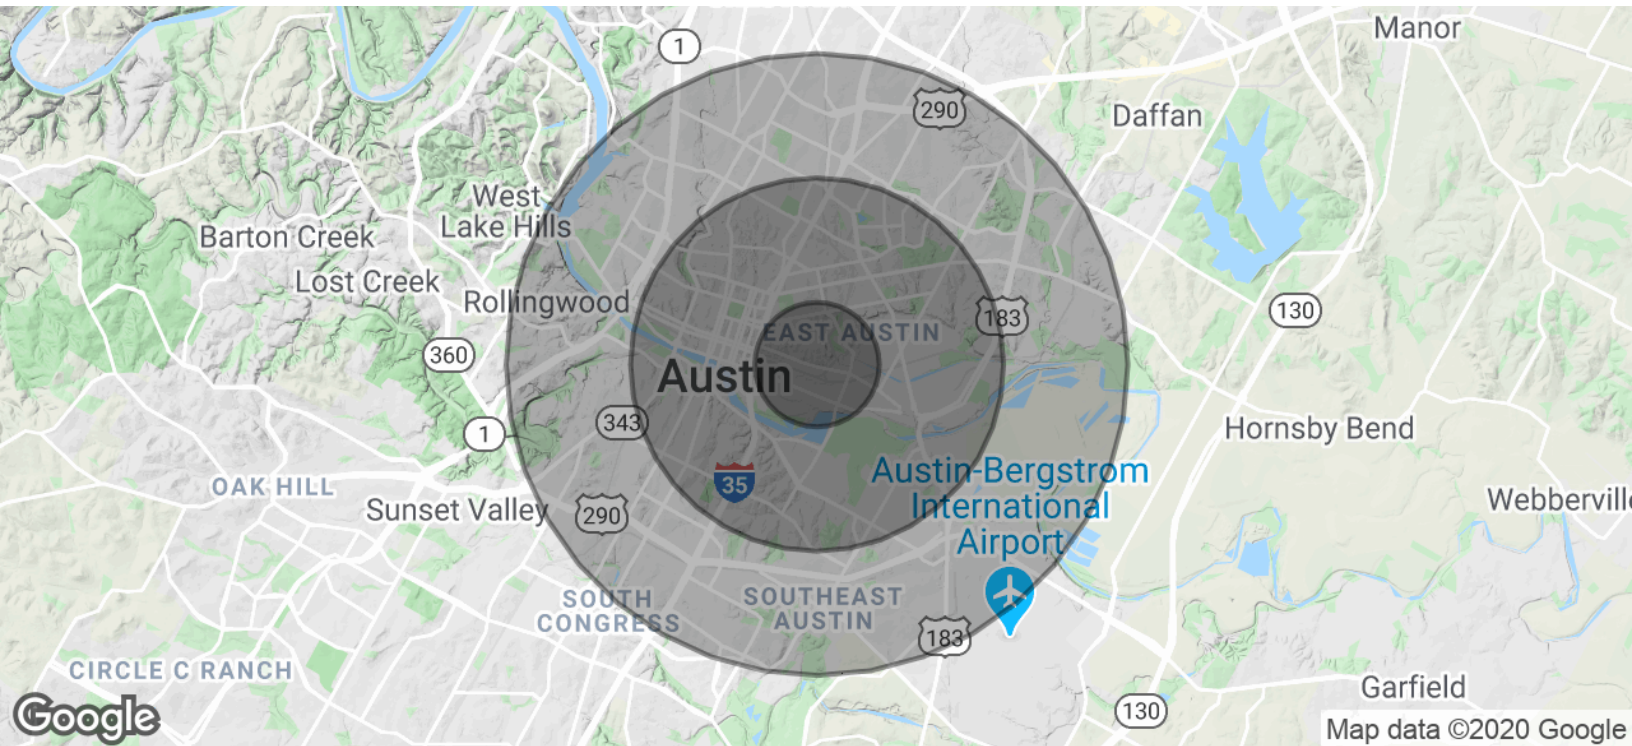 Manor
1
290
Daffan
West
Lake Hills
Barton Creek
Lost Creek
Rollingwood
130
183
EAST AUSTIN
360
Austin
343
1
Hornsby Bend
Austin-Bergstrom
International
Airport
35
OAK HILL
Sunset Valley
290
Webberville
SOUTH
CONGRESS
SOUTHEAST
AUSTIN
183
CIRCLE C RANCH
Garfield
130
Google
Map data ©2020 Google